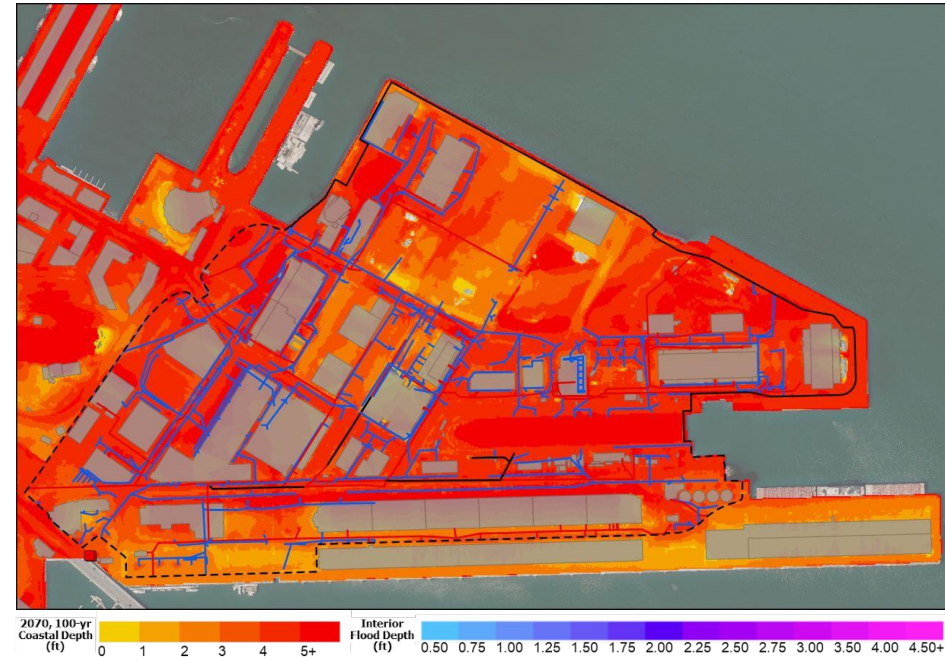 2070, 100-yr
Coastal Depth
(ft)
0 1 2 3 4 5+
Interior
Flood Depth
(ft)
0.50 0.75 1.00 1.25 1.50 1.75 2.00 2.25 2.50 2.75 3.00 3.50 4.00 4.50+